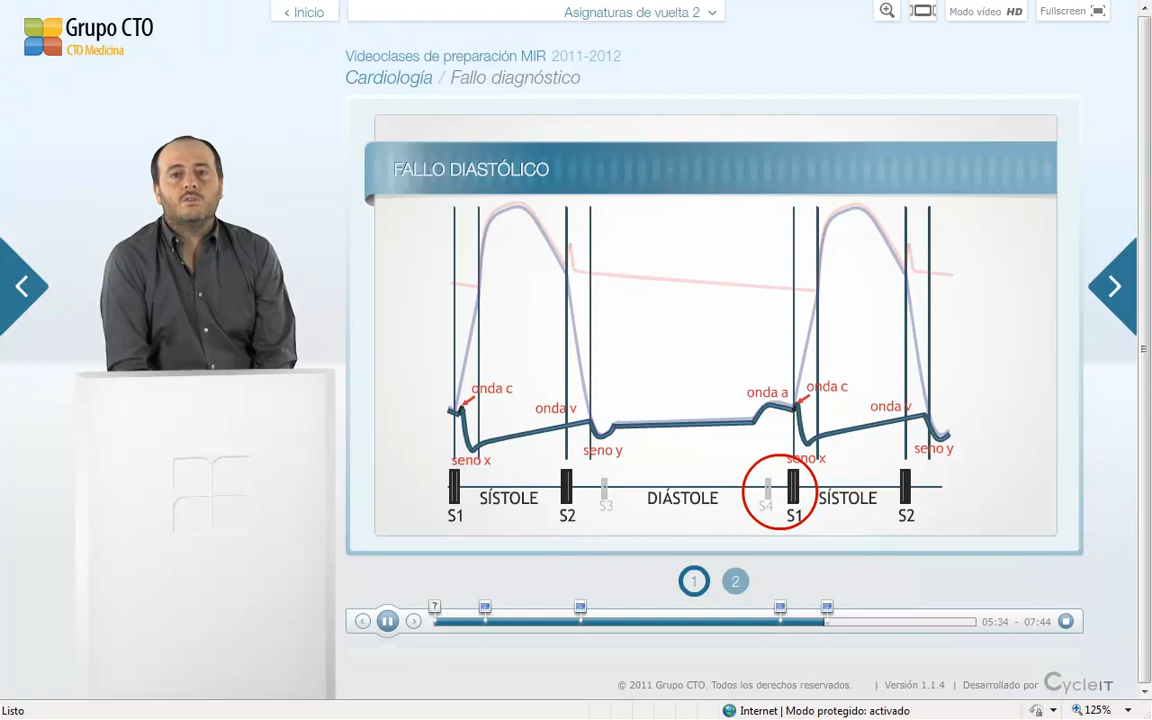 Grupo CTO
CTO Medicina
‹ Inicio
Asignaturas de vuelta 2
Modo vídeo HD
Fullscreen
Videoclases de preparación MIR 2011-2012
Cardiología / Fallo diagnóstico
FALLO DIASTÓLICO
onda c
onda v
seno x
seno y
onda a
onda c
onda v
seno x
seno y
SÍSTOLE
S3
DIÁSTOLE
S4
SÍSTOLE
S1
S2
S1
S2
1
2
?
05:34 - 07:44
© 2011 Grupo CTO. Todos los derechos reservados.
Versión 1.1.4
Desarrollado por CycleIT
Listo
Internet | Modo protegido: activado
125%